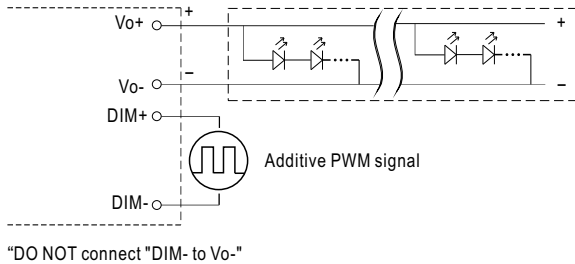 Vo+
+
+
Vo-
–
–
DIM+
Additive PWM signal
DIM-
“DO NOT connect "DIM- to Vo-"